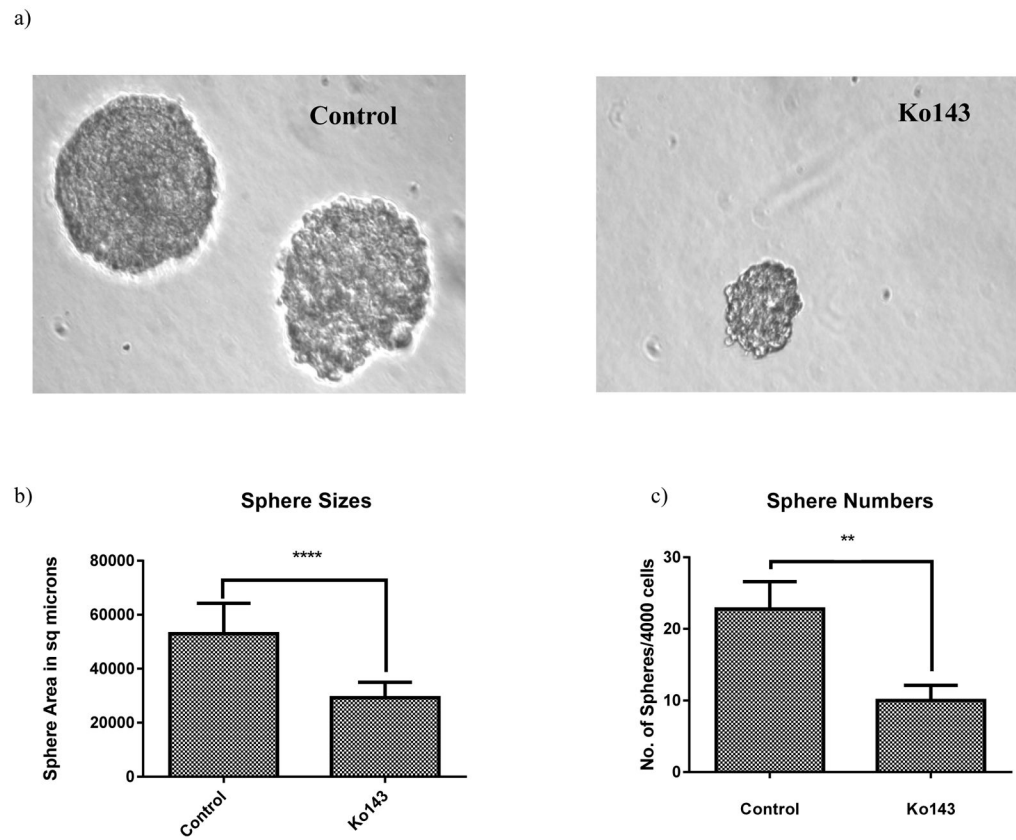 a)
Control
Ko143
b)
Sphere Sizes
****
Sphere Area in sq microns
80000
60000
40000
20000
0
Control
Ko143
c)
Sphere Numbers
**
No. of Spheres/4000 cells
30
20
10
0
Control
Ko143